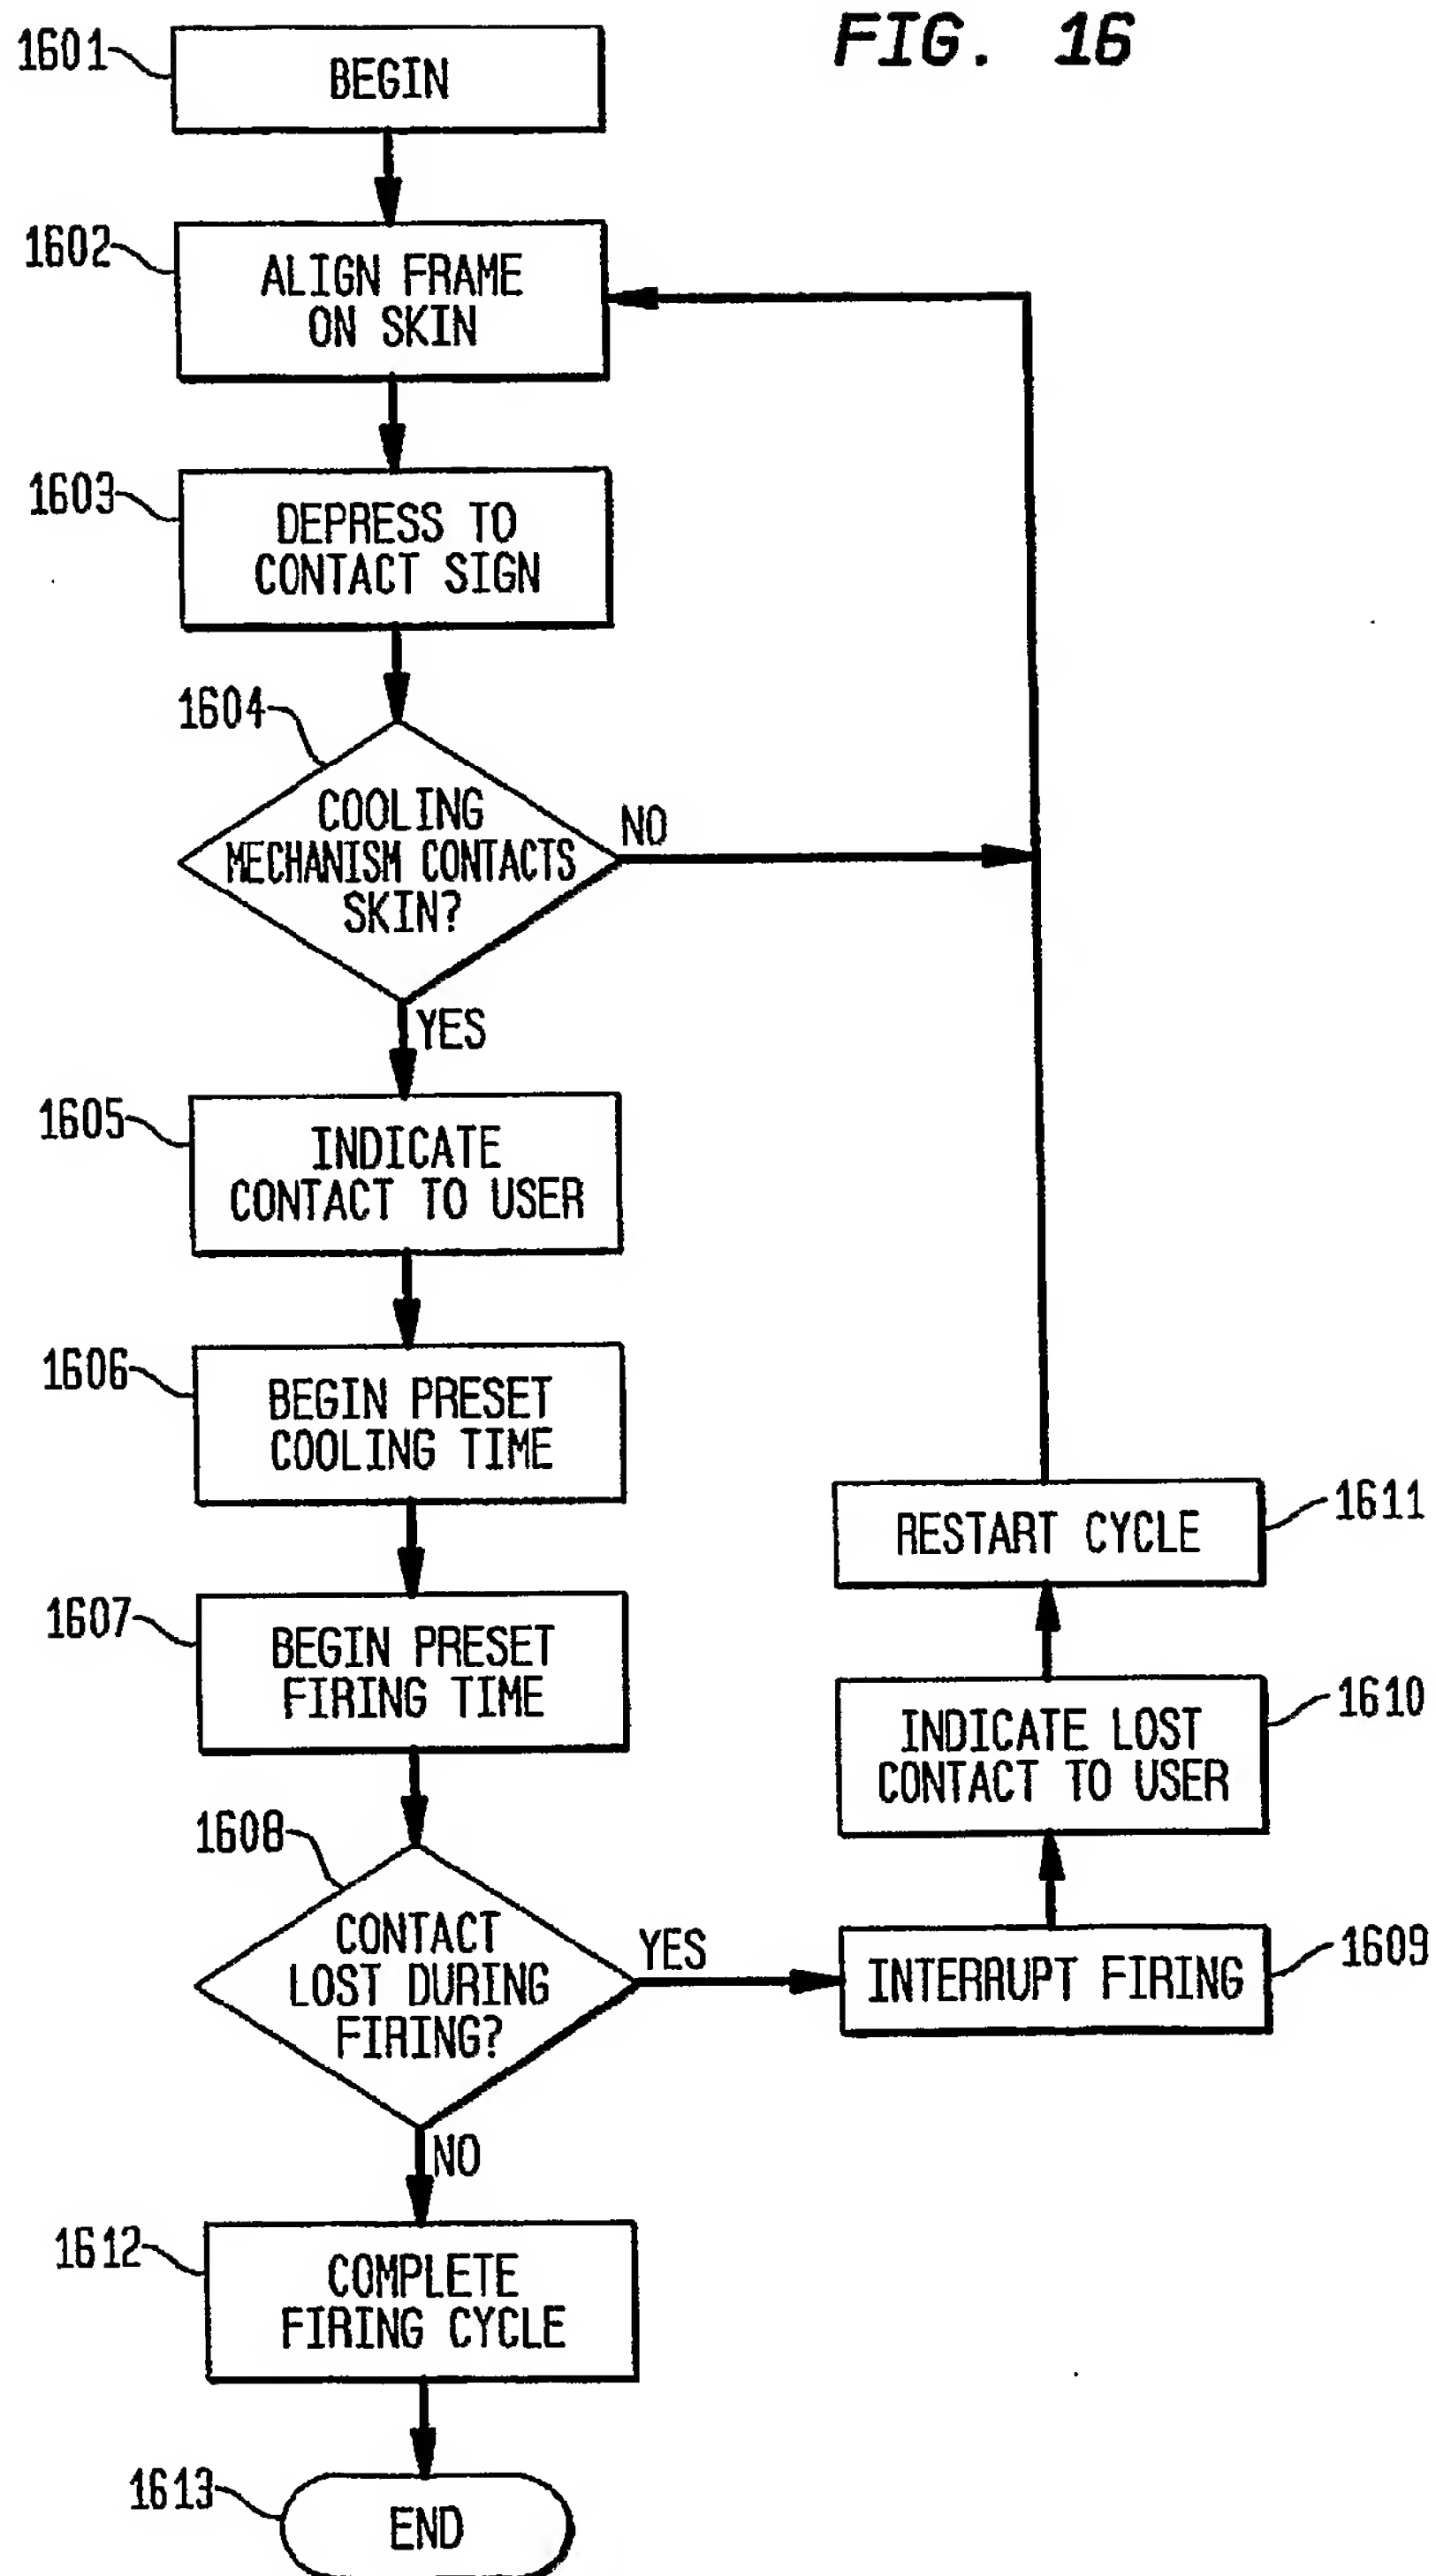 FIG. 16
1601
BEGIN
1602
ALIGN FRAME
ON SKIN
1603
DEPRESS TO
CONTACT SIGN
1604
COOLING
MECHANISM CONTACTS
SKIN?
NO
YES
1605
INDICATE
CONTACT TO USER
1606
BEGIN PRESET
COOLING TIME
1607
BEGIN PRESET
FIRING TIME
1608
CONTACT
LOST DURING
FIRING?
YES
INTERRUPT FIRING
1609
INDICATE LOST
CONTACT TO USER
1610
RESTART CYCLE
1611
NO
1612
COMPLETE
FIRING CYCLE
1613
END